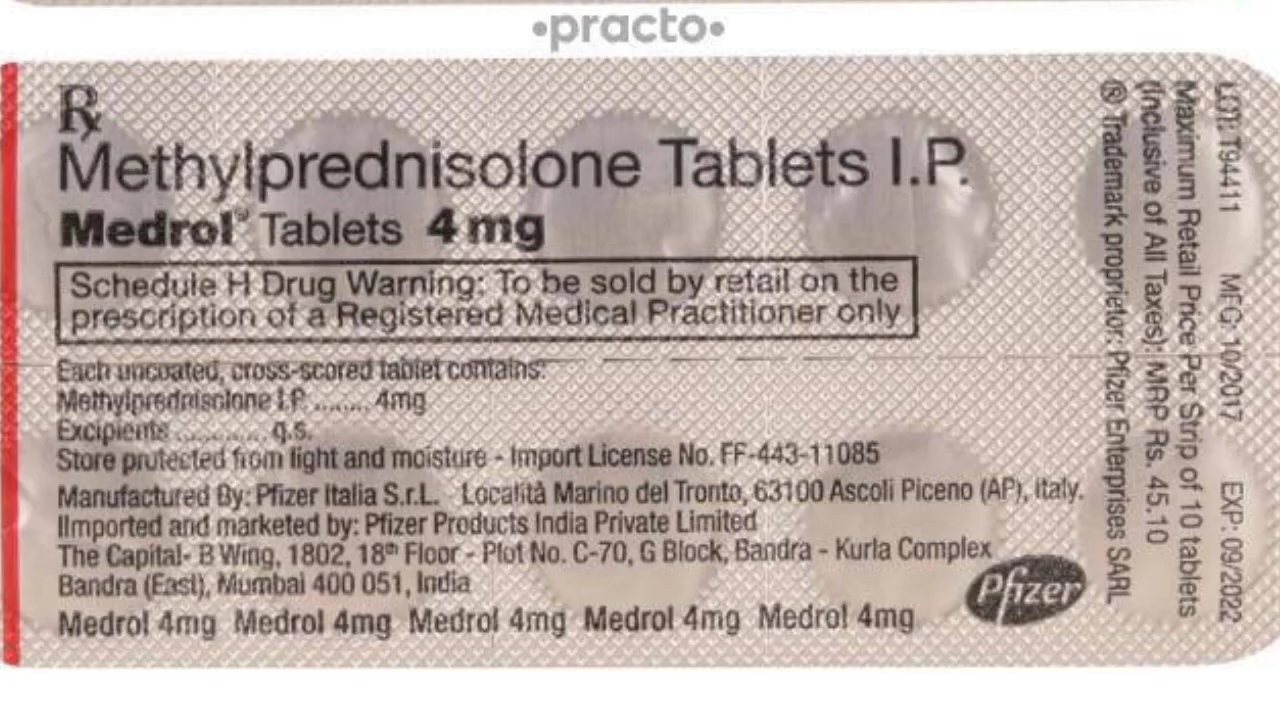 •practo•
Rx
Methylprednisolone Tablets I.P.
Medrol® Tablets 4 mg
Schedule H Drug Warning: To be sold by retail on the
prescription of a Registered Medical Practitioner only
Each uncoated, cross-scored tablet contains:
Methylprednisolone I.P. ........ 4mg
Excipients ............ q.s.
Store protected from light and moisture - Import License No. FF-443-11085
Manufactured By: Pfizer Italia S.r.L. Località Marino del Tronto, 63100 Ascoli Piceno (AP), Italy.
IImported and marketed by: Pfizer Products India Private Limited
The Capital- B Wing, 1802, 18th Floor - Plot No. C-70, G Block, Bandra - Kurla Complex
Bandra (East), Mumbai 400 051, India
Medrol 4mg Medrol 4mg Medrol 4mg Medrol 4mg Medrol 4mg
Pfizer
LOT: T94411 MFG: 10/2017 EXP: 09/2022
Maximum Retail Price Per Strip of 10 tablets
(Inclusive of All Taxes): MRP Rs. 45.10
® Trademark proprietor: Pfizer Enterprises SARL